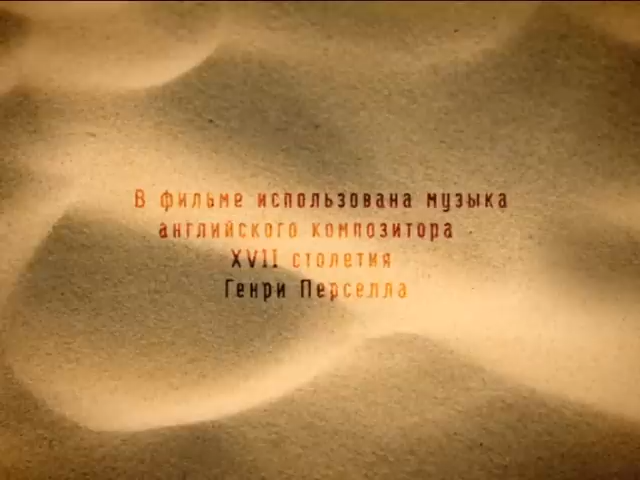 В фильме использована музыка
английского композитора
XVII столетия
Генри Перселла